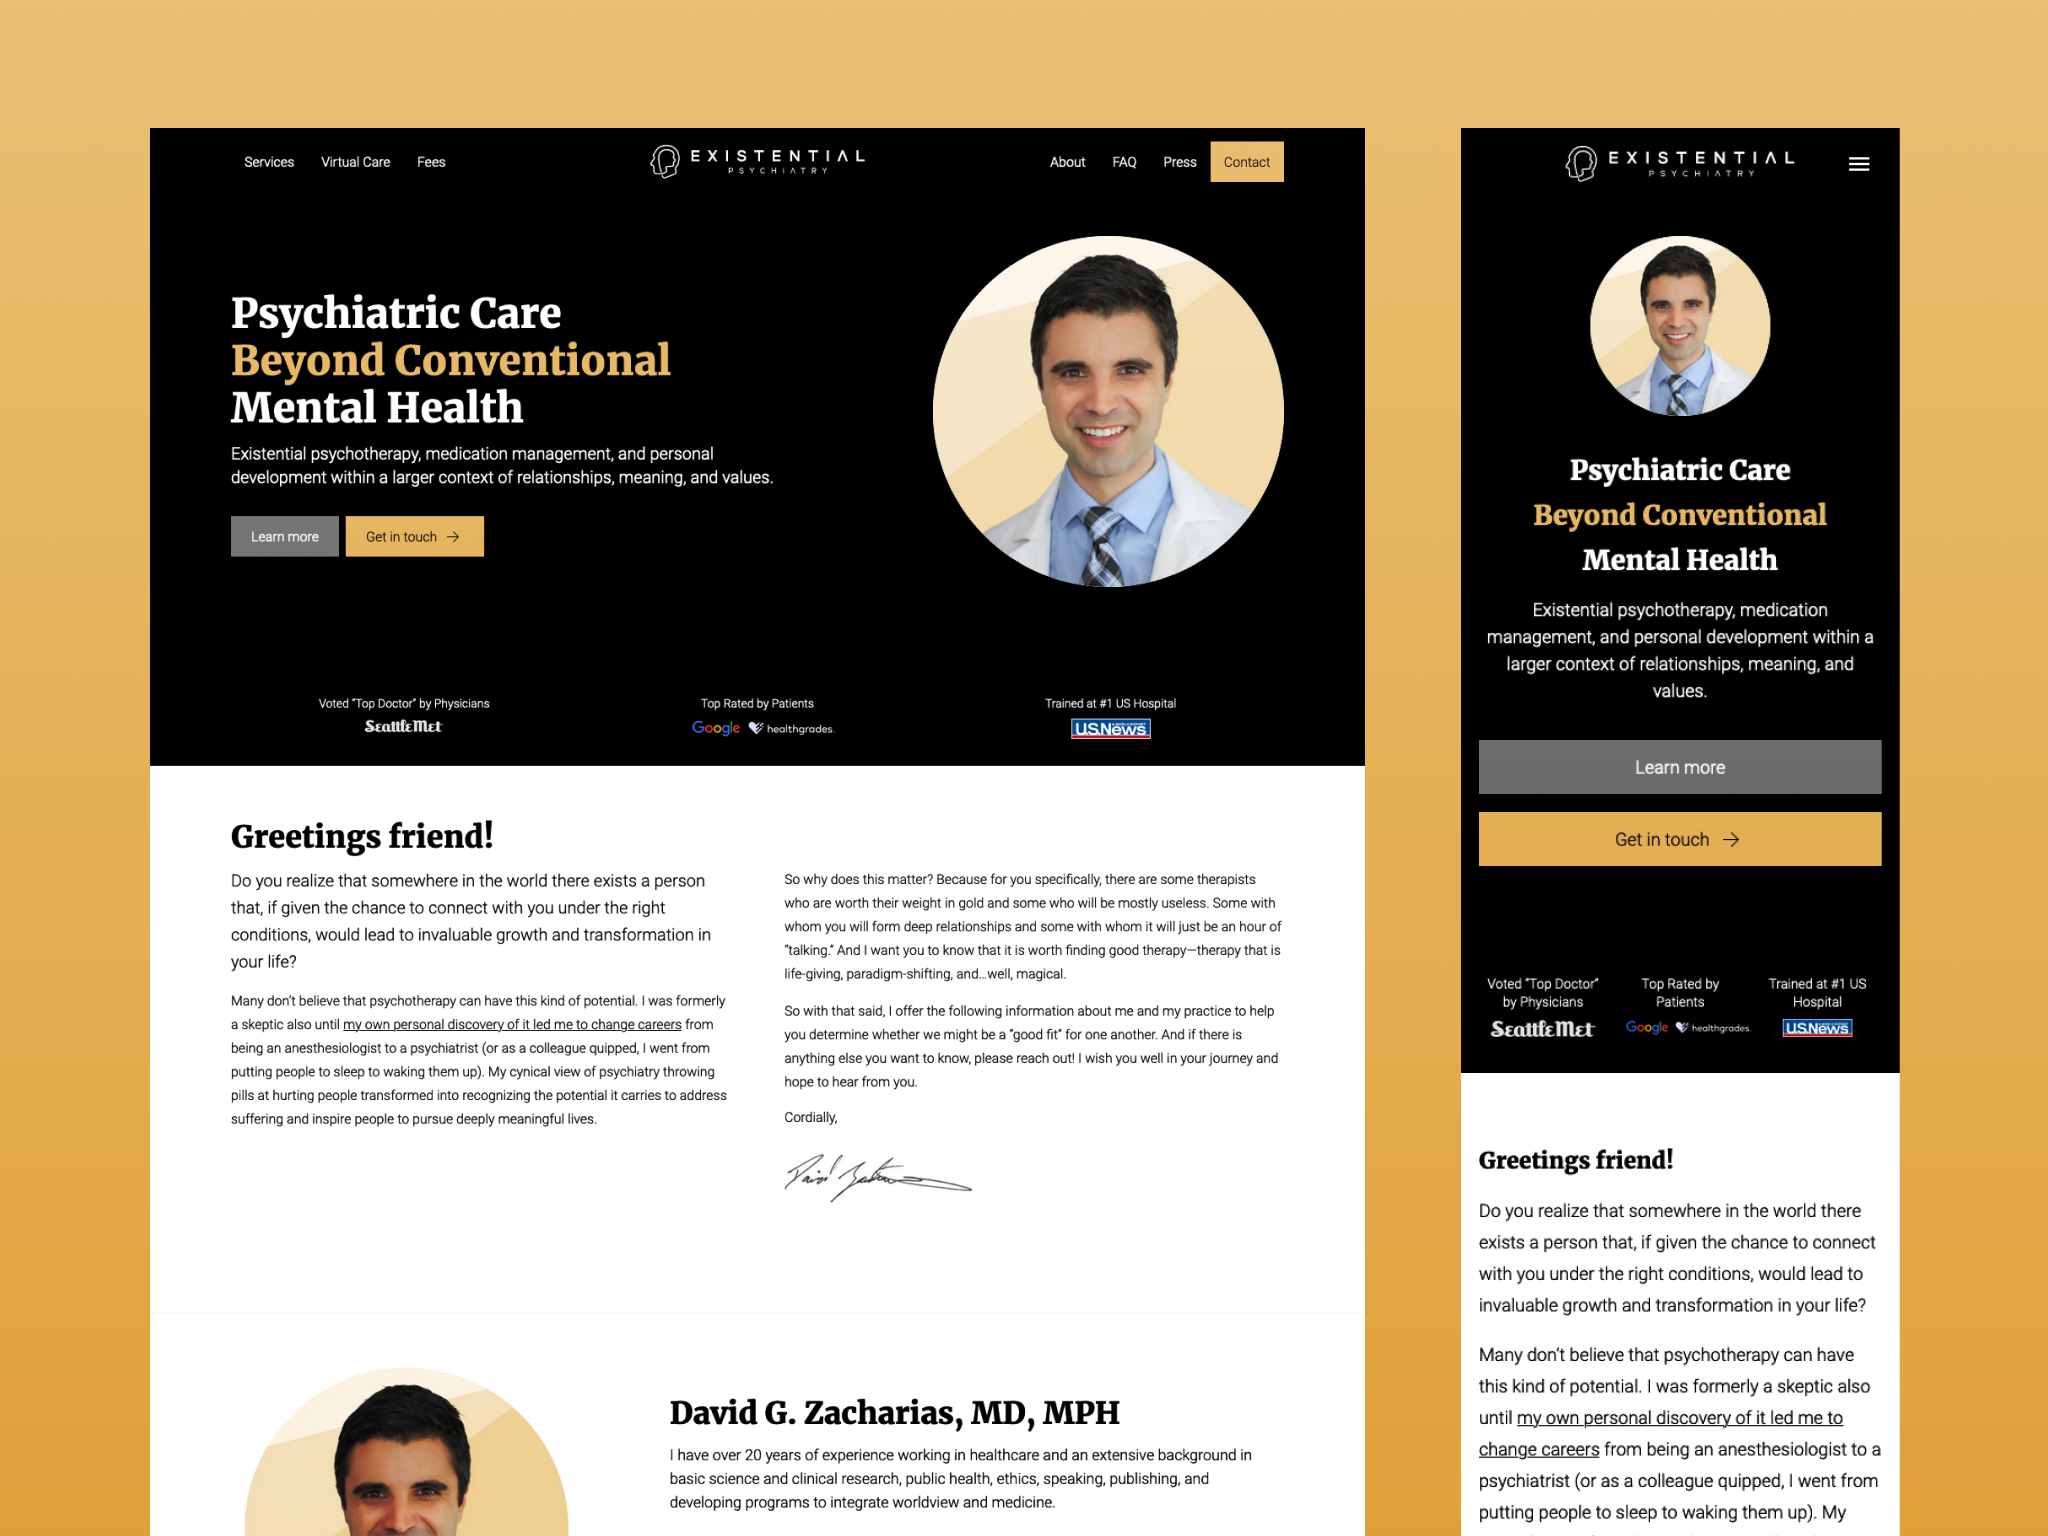 Services Virtual Care Fees
EXISTENTIAL
PSYCHIATRY
About FAQ Press Contact
Psychiatric Care
Beyond Conventional
Mental Health
Existential psychotherapy, medication management, and personal
development within a larger context of relationships, meaning, and values.
Learn more
Get in touch →
Voted “Top Doctor” by Physicians
SeattleMet
Top Rated by Patients
Google healthgrades.
Trained at #1 US Hospital
U.S.News
Greetings friend!
Do you realize that somewhere in the world there exists a person
that, if given the chance to connect with you under the right
conditions, would lead to invaluable growth and transformation in
your life?
Many don’t believe that psychotherapy can have this kind of potential. I was formerly
a skeptic also until my own personal discovery of it led me to change careers from
being an anesthesiologist to a psychiatrist (or as a colleague quipped, I went from
putting people to sleep to waking them up). My cynical view of psychiatry throwing
pills at hurting people transformed into recognizing the potential it carries to address
suffering and inspire people to pursue deeply meaningful lives.
So why does this matter? Because for you specifically, there are some therapists
who are worth their weight in gold and some who will be mostly useless. Some with
whom you will form deep relationships and some with whom it will just be an hour of
“talking.” And I want you to know that it is worth finding good therapy—therapy that is
life-giving, paradigm-shifting, and...well, magical.
So with that said, I offer the following information about me and my practice to help
you determine whether we might be a “good fit” for one another. And if there is
anything else you want to know, please reach out! I wish you well in your journey and
hope to hear from you.
Cordially,
David G. Zacharias, MD, MPH
I have over 20 years of experience working in healthcare and an extensive background in
basic science and clinical research, public health, ethics, speaking, publishing, and
developing programs to integrate worldview and medicine.
EXISTENTIAL
PSYCHIATRY
Psychiatric Care
Beyond Conventional
Mental Health
Existential psychotherapy, medication
management, and personal development within a
larger context of relationships, meaning, and
values.
Learn more
Get in touch →
Voted “Top Doctor”
by Physicians
SeattleMet
Top Rated by
Patients
Google healthgrades.
Trained at #1 US
Hospital
U.S.News
Greetings friend!
Do you realize that somewhere in the world there
exists a person that, if given the chance to connect
with you under the right conditions, would lead to
invaluable growth and transformation in your life?
Many don’t believe that psychotherapy can have
this kind of potential. I was formerly a skeptic also
until my own personal discovery of it led me to
change careers from being an anesthesiologist to a
psychiatrist (or as a colleague quipped, I went from
putting people to sleep to waking them up). My